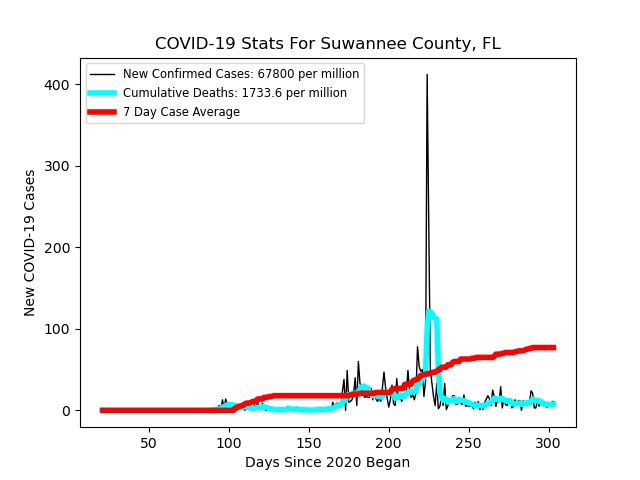 COVID-19 Stats For Suwannee County, FL
New Confirmed Cases: 67800 per million
Cumulative Deaths: 1733.6 per million
7 Day Case Average
New COVID-19 Cases
400
300
200
100
0
50 100 150 200 250 300
Days Since 2020 Began